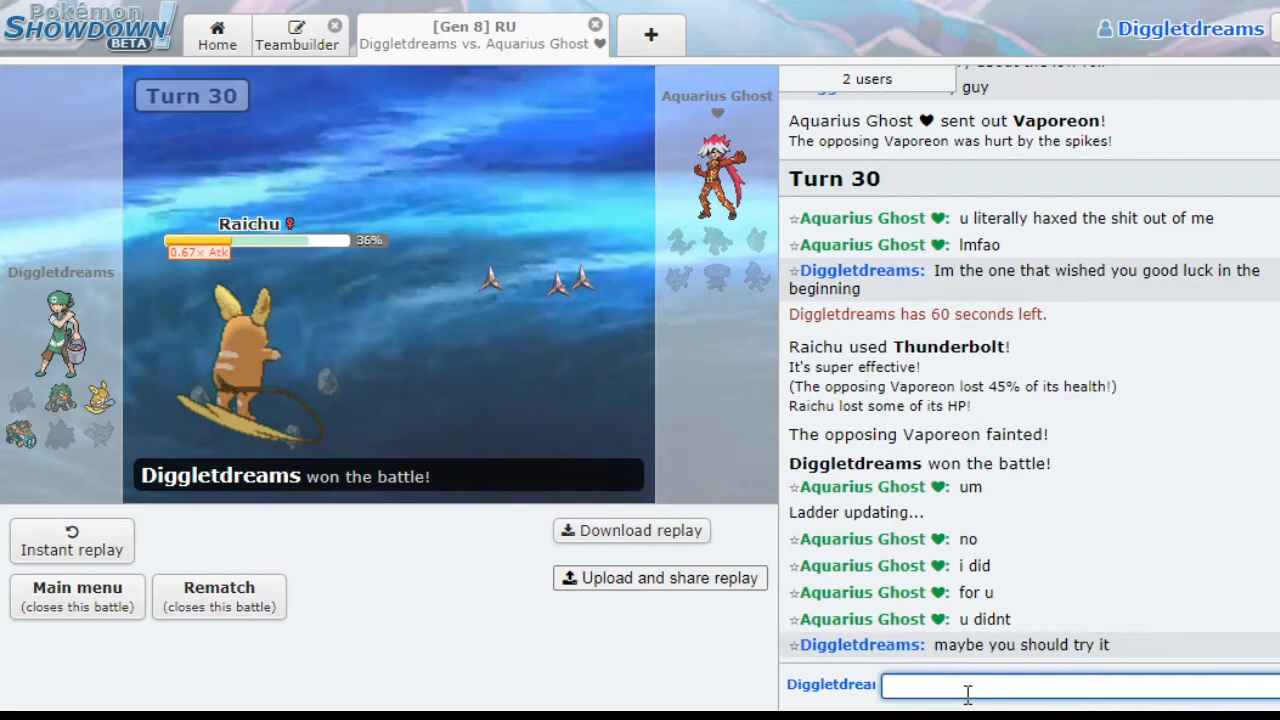 Pokémon
SHOWDOWN!
BETA
Home
Teambuilder
[Gen 8] RU
Diggletdreams vs. Aquarius Ghost ♥
+
Diggletdreams
2 users
guy
Aquarius Ghost ♥ sent out Vaporeon!
The opposing Vaporeon was hurt by the spikes!
Turn 30
☆Aquarius Ghost ♥: u literally haxed the shit out of me
☆Aquarius Ghost ♥: lmfao
☆Diggletdreams: Im the one that wished you good luck in the
beginning
Diggletdreams has 60 seconds left.
Raichu used Thunderbolt!
It's super effective!
(The opposing Vaporeon lost 45% of its health!)
Raichu lost some of its HP!
The opposing Vaporeon fainted!
Diggletdreams won the battle!
☆Aquarius Ghost ♥: um
Ladder updating...
☆Aquarius Ghost ♥: no
☆Aquarius Ghost ♥: i did
☆Aquarius Ghost ♥: for u
☆Aquarius Ghost ♥: u didnt
☆Diggletdreams: maybe you should try it
Diggletdrea
Turn 30
Aquarius Ghost
♥
Raichu ♀
36%
0.67× Atk
Diggletdreams
Diggletdreams won the battle!
Instant replay
Download replay
Upload and share replay
Main menu
(closes this battle)
Rematch
(closes this battle)